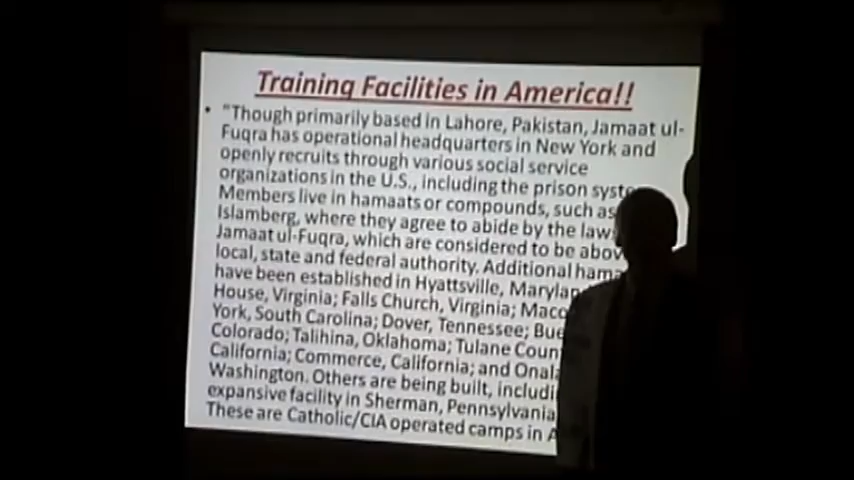 Training Facilities in America!!
• "Though primarily based in Lahore, Pakistan, Jamaat ul-
Fuqra has operational headquarters in New York and
openly recruits through various social service
organizations in the U.S., including the prison syste
Members live in hamaats or compounds, such as
Islamberg, where they agree to abide by the law
Jamaat ul-Fuqra, which are considered to be abov
local, state and federal authority. Additional hama
have been established in Hyattsville, Marylan
House, Virginia; Falls Church, Virginia; Maco
York, South Carolina; Dover, Tennessee; Bue
Colorado; Talihina, Oklahoma; Tulane Coun
California; Commerce, California; and Onala
Washington. Others are being built, includi
expansive facility in Sherman, Pennsylvania
These are Catholic/CIA operated camps in A